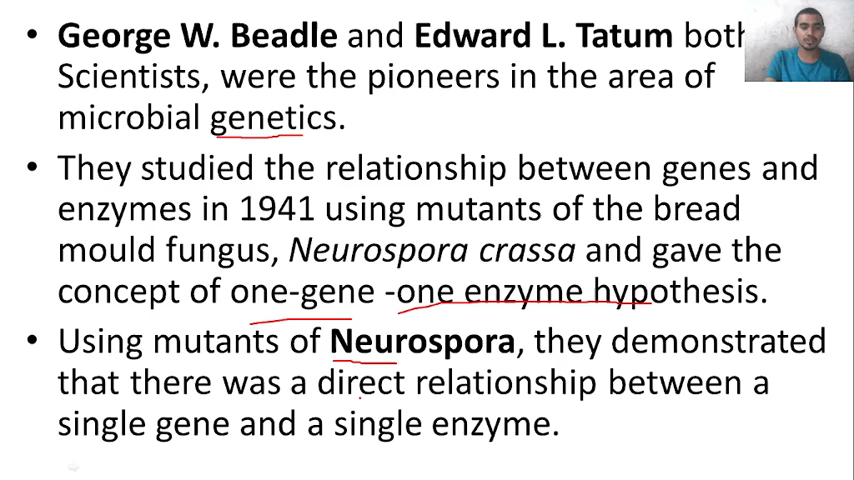 • George W. Beadle and Edward L. Tatum both
Scientists, were the pioneers in the area of
microbial genetics.
• They studied the relationship between genes and
enzymes in 1941 using mutants of the bread
mould fungus, Neurospora crassa and gave the
concept of one-gene -one enzyme hypothesis.
• Using mutants of Neurospora, they demonstrated
that there was a direct relationship between a
single gene and a single enzyme.